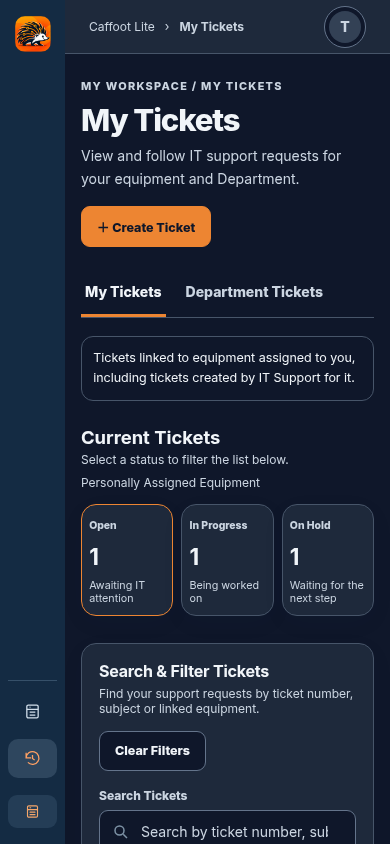 Caffoot Lite › My Tickets
T
MY WORKSPACE / MY TICKETS
My Tickets
View and follow IT support requests for
your equipment and Department.
+ Create Ticket
My Tickets
Department Tickets
Tickets linked to equipment assigned to you,
including tickets created by IT Support for it.
Current Tickets
Select a status to filter the list below.
Personally Assigned Equipment
Open
1
Awaiting IT
attention
In Progress
1
Being worked
on
On Hold
1
Waiting for the
next step
Search & Filter Tickets
Find your support requests by ticket number,
subject or linked equipment.
Clear Filters
Search Tickets
Search by ticket number, sub